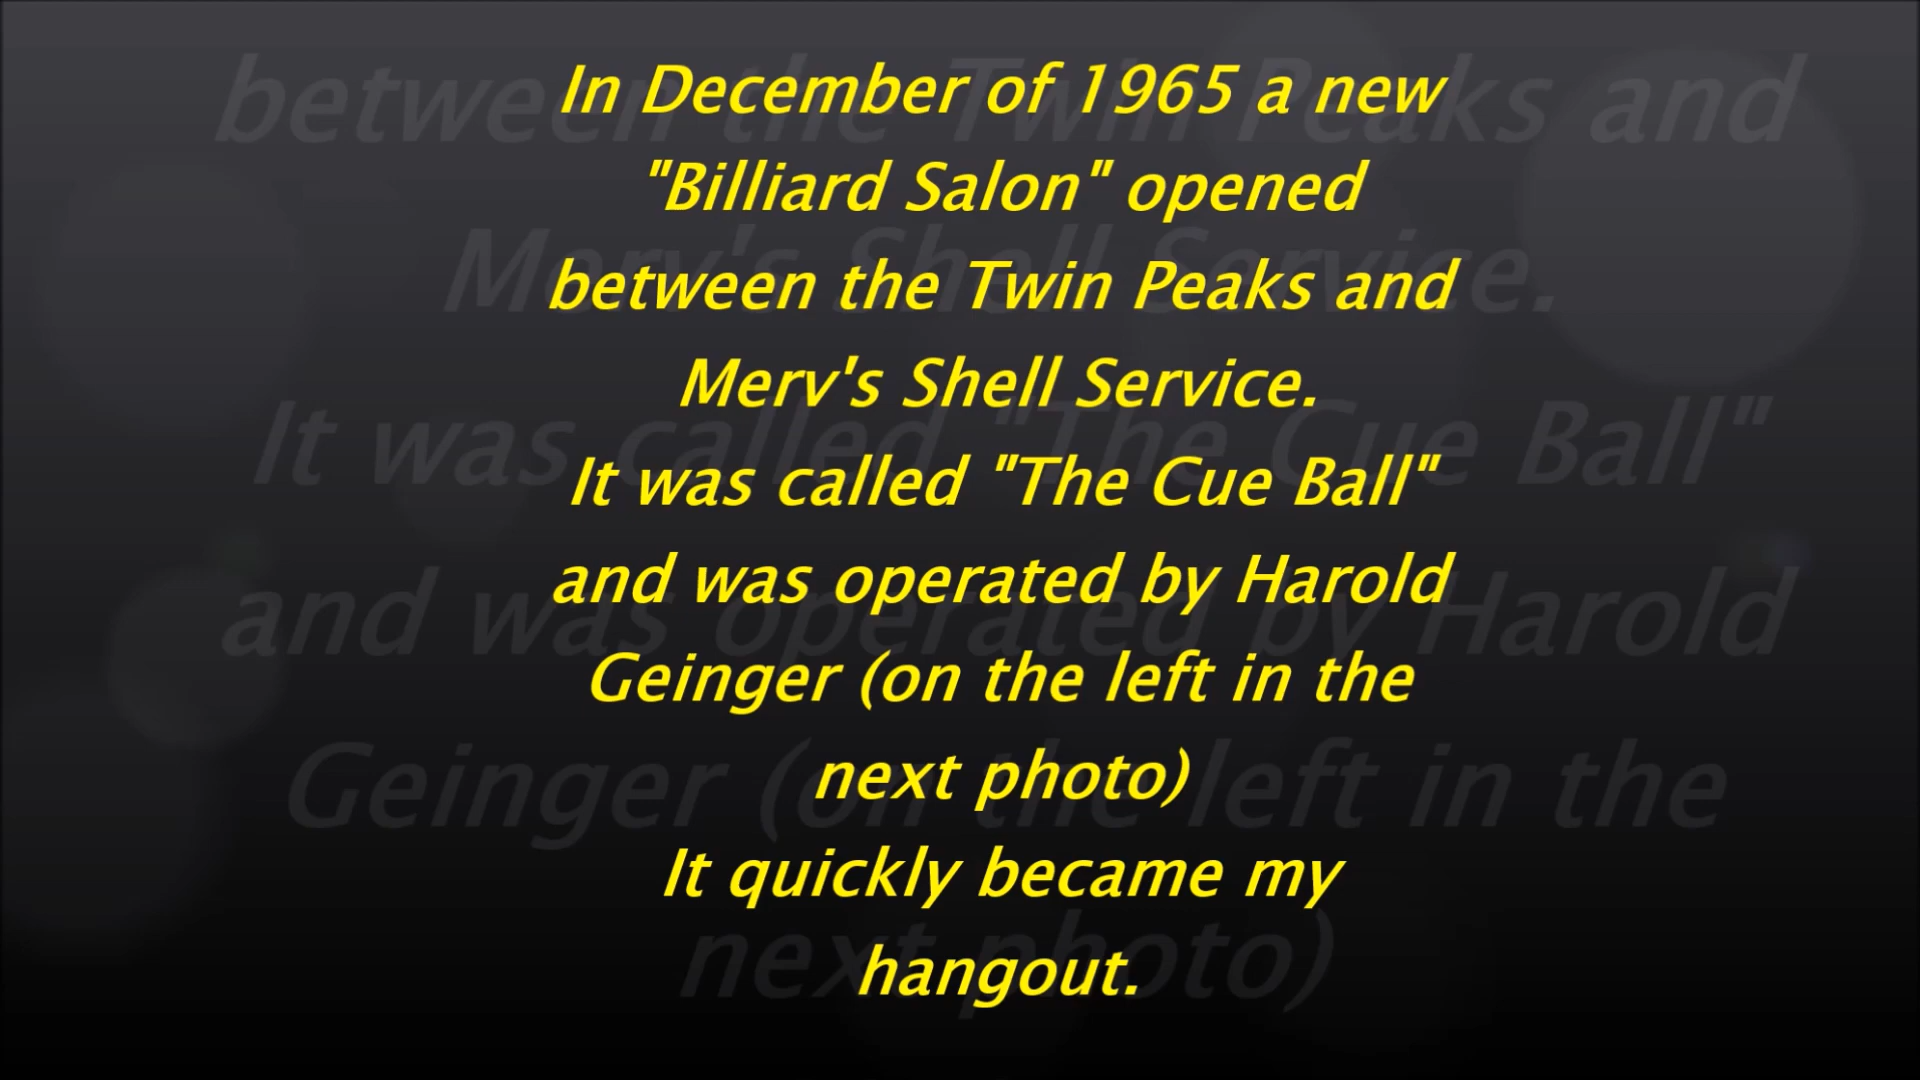 In December of 1965 a new
"Billiard Salon" opened
between the Twin Peaks and
Merv's Shell Service.
It was called "The Cue Ball"
and was operated by Harold
Geinger (on the left in the
next photo)
It quickly became my
hangout.